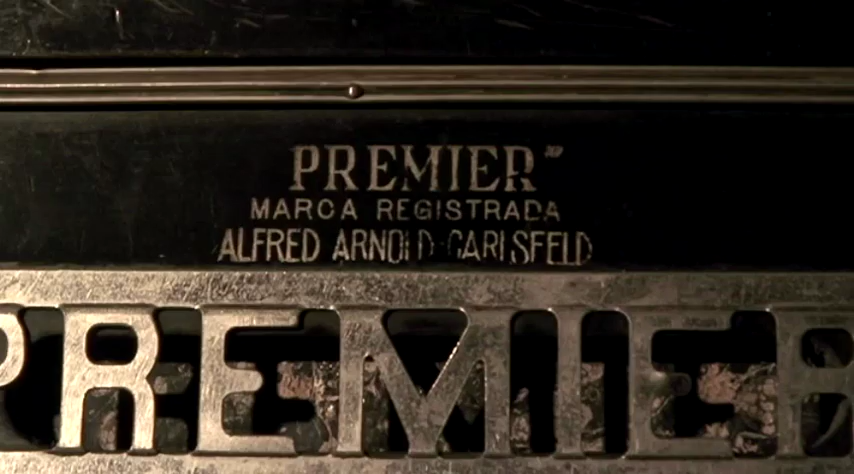 PREMIER
MARCA REGISTRADA
ALFRED ARNOLD CARLSFELD
PREMIER